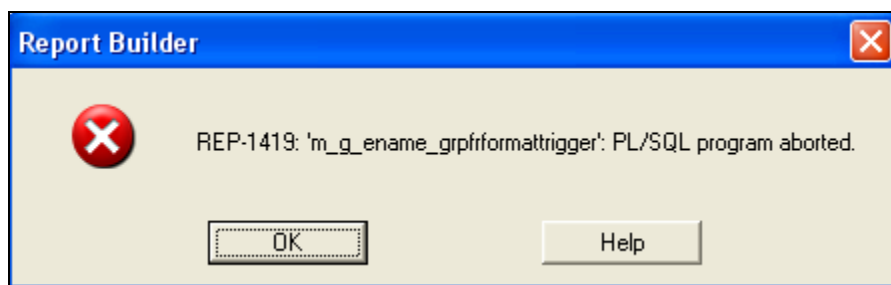 Report Builder
REP-1419: 'm_g_ename_grpfrformattrigger': PL/SQL program aborted.
OK
Help